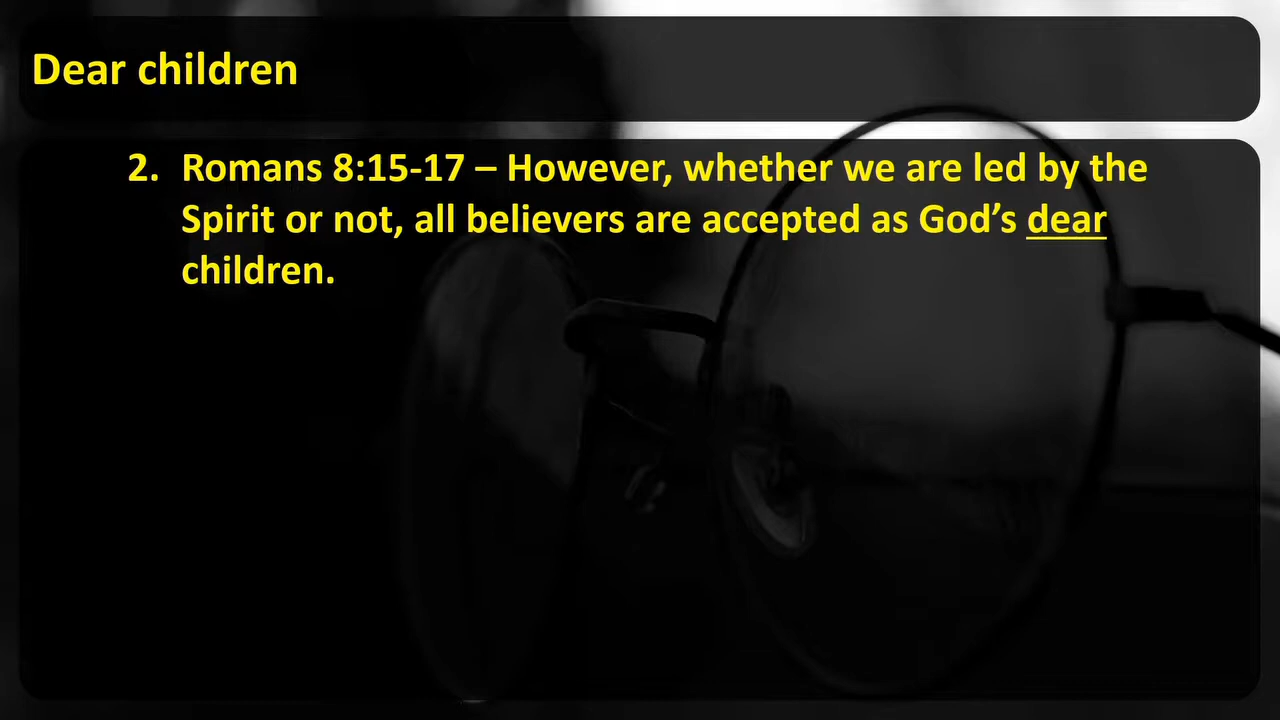 Dear children
2. Romans 8:15-17 – However, whether we are led by the
Spirit or not, all believers are accepted as God’s dear
children.